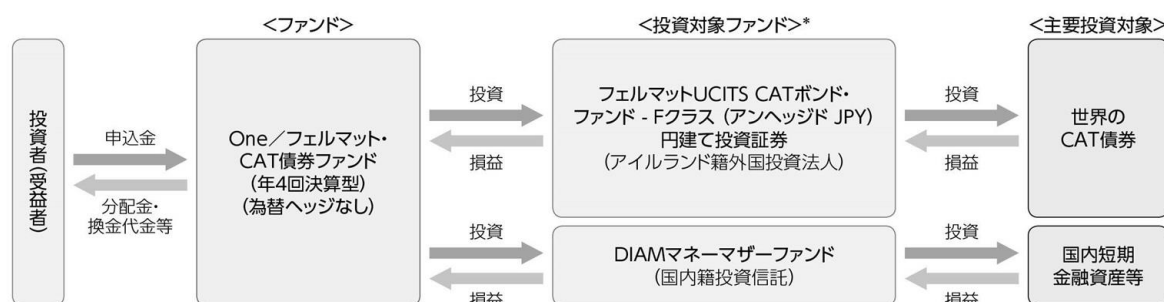 <ファンド>
<投資対象ファンド>*
<主要投資対象>
投資者(受益者)
申込金
分配金・
換金代金等
One/フェルマット・
CAT債券ファンド
(年4回決算型)
(為替ヘッジなし)
投資
損益
フェルマットUCITS CATボンド・
ファンド - Fクラス (アンヘッジド JPY)
円建て投資証券
(アイルランド籍外国投資法人)
投資
損益
世界の
CAT債券
投資
損益
DIAMマネーマザーファンド
(国内籍投資信託)
投資
損益
国内短期
金融資産等